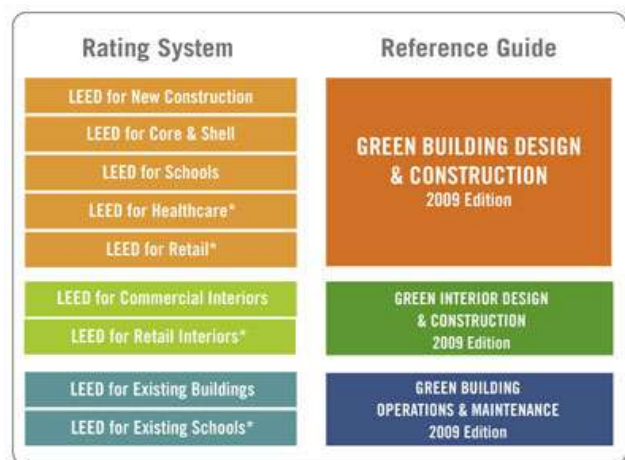 Rating System
Reference Guide
LEED for New Construction
LEED for Core & Shell
LEED for Schools
LEED for Healthcare*
LEED for Retail*
GREEN BUILDING DESIGN
& CONSTRUCTION
2009 Edition
LEED for Commercial Interiors
LEED for Retail Interiors*
GREEN INTERIOR DESIGN
& CONSTRUCTION
2009 Edition
LEED for Existing Buildings
LEED for Existing Schools*
GREEN BUILDING
OPERATIONS & MAINTENANCE
2009 Edition